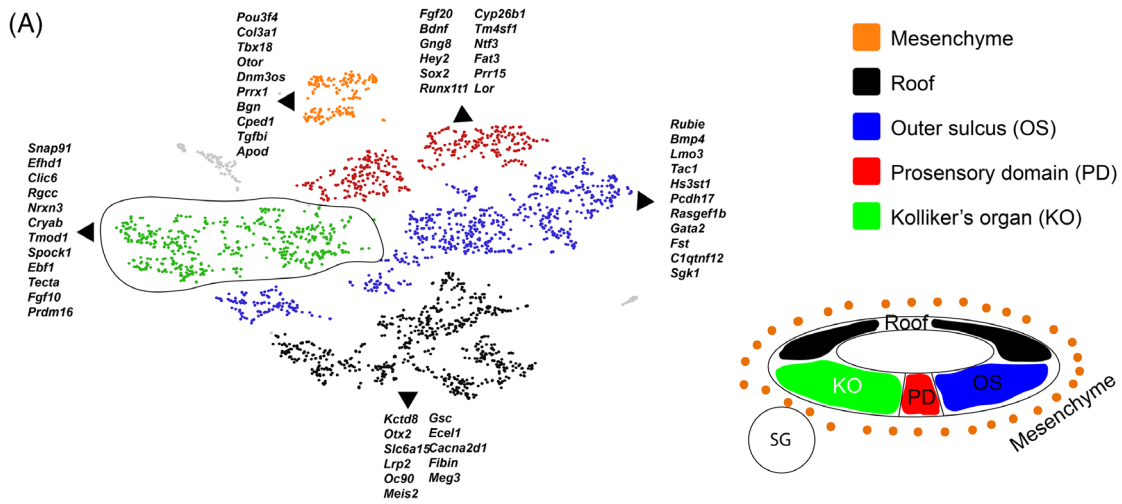 (A)
Pou3f4
Col3a1
Tbx18
Otor
Dnm3os
Prrx1
Bgn
Cped1
Tgfbi
Apod
Fgf20 Cyp26b1
Bdnf Tm4sf1
Gng8 Ntf3
Hey2 Fat3
Sox2 Prr15
Runx1t1 Lor
Snap91
Efhd1
Clic6
Rgcc
Nrxn3
Cryab
Tmod1
Spock1
Ebf1
Tecta
Fgf10
Prdm16
Rubie
Bmp4
Lmo3
Tac1
Hs3st1
Pcdh17
Rasgef1b
Gata2
Fst
C1qtnf12
Sgk1
Kctd8 Gsc
Otx2 Ecel1
Slc6a15 Cacna2d1
Lrp2 Fibin
Oc90 Meg3
Meis2
Mesenchyme
Roof
Outer sulcus (OS)
Prosensory domain (PD)
Kolliker's organ (KO)
Roof
KO
PD
OS
SG
Mesenchyme